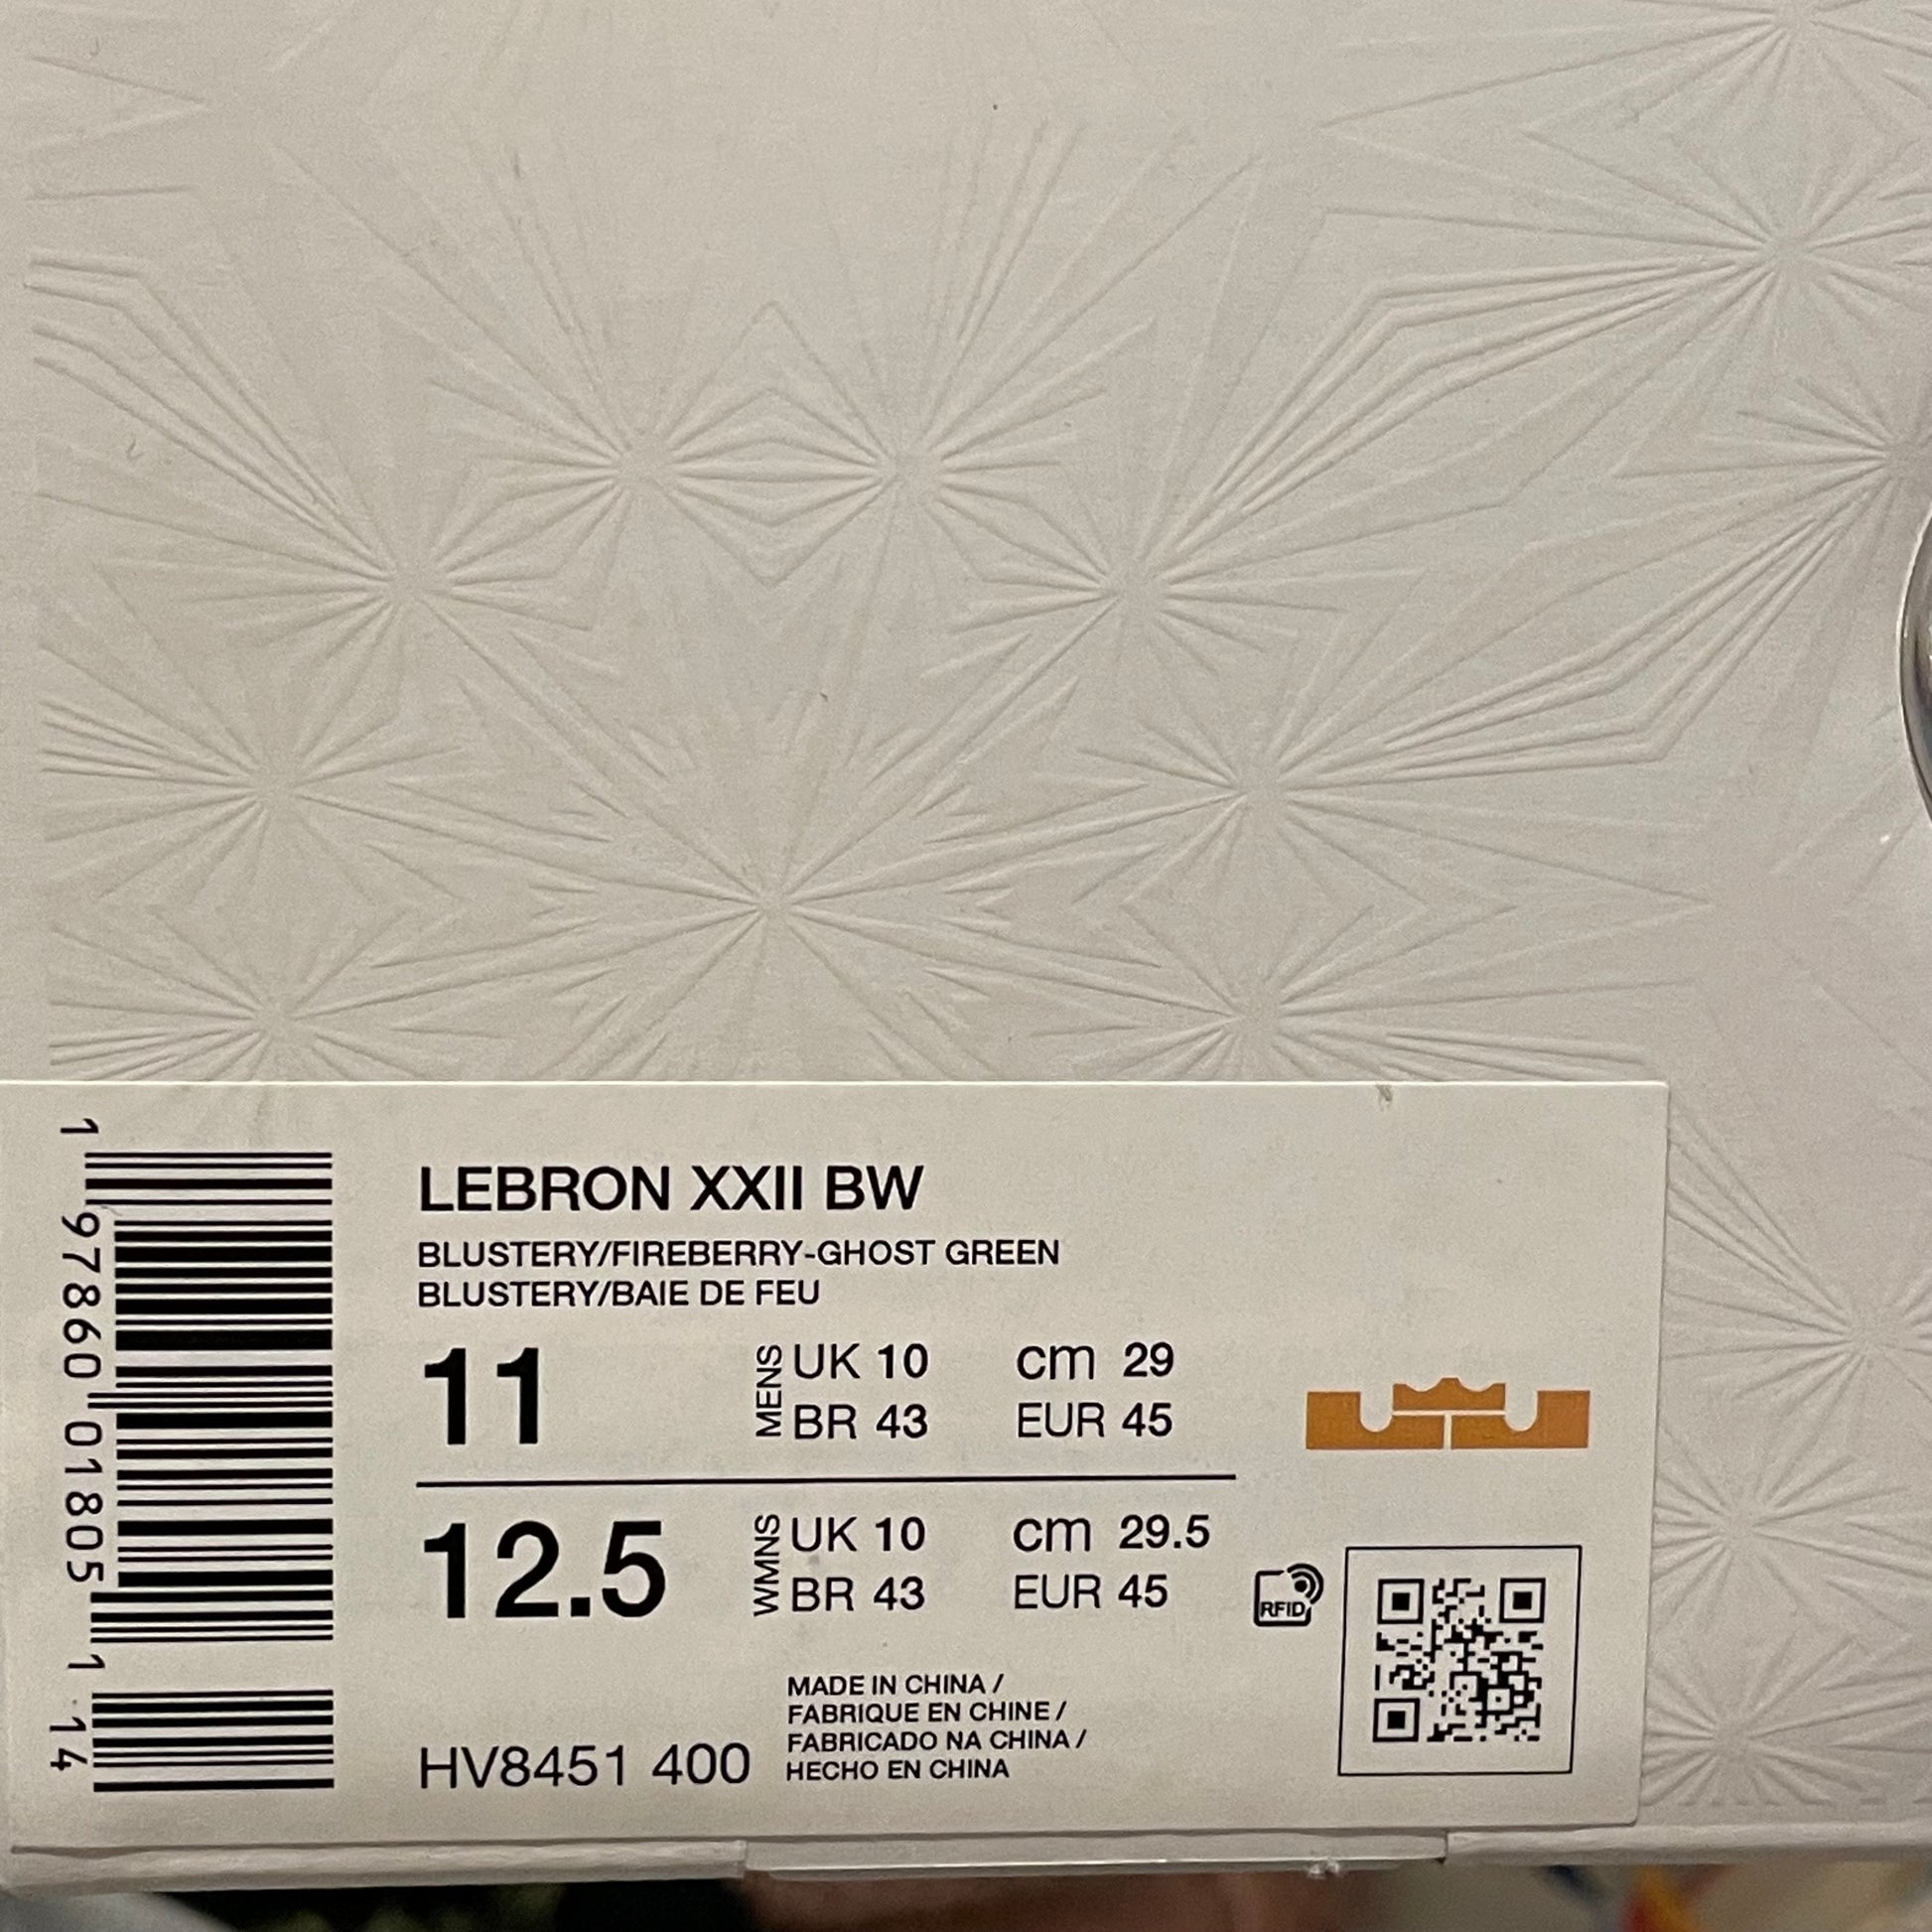 LEBRON XXII BW
BLUSTERY/FIREBERRY-GHOST GREEN
BLUSTERY/BAIE DE FEU
11 MENS UK 10 cm 29
BR 43 EUR 45
12.5 WMNS UK 10 cm 29.5
BR 43 EUR 45
RFID
HV8451 400
MADE IN CHINA /
FABRIQUE EN CHINE /
FABRICADO NA CHINA /
HECHO EN CHINA
1 97860 01805 1 14